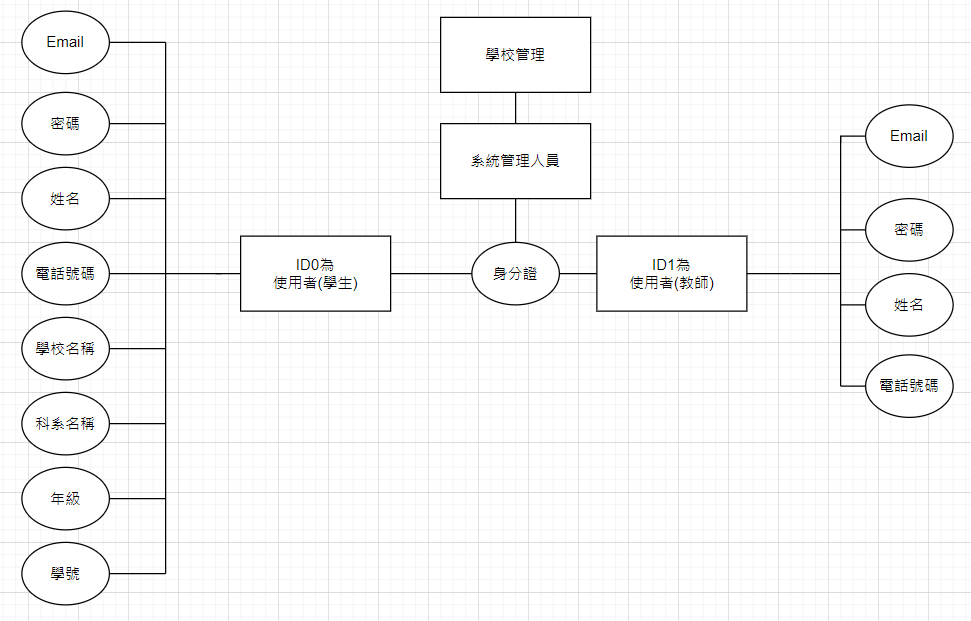 Email
密碼
姓名
電話號碼
學校名稱
科系名稱
年級
學號
ID0為
使用者(學生)
學校管理
系統管理人員
身分證
ID1為
使用者(教師)
Email
密碼
姓名
電話號碼